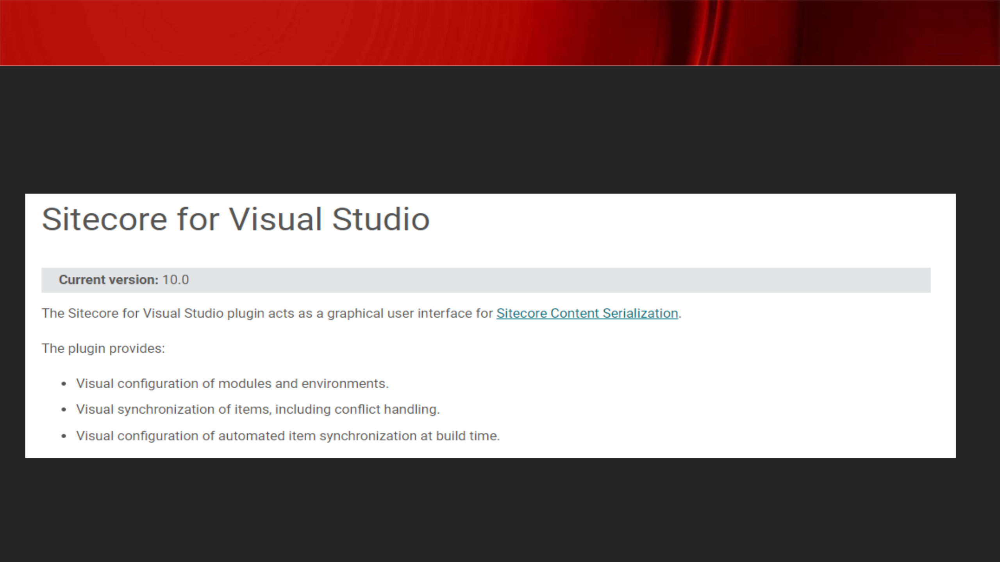 Sitecore for Visual Studio
Current version: 10.0
The Sitecore for Visual Studio plugin acts as a graphical user interface for Sitecore Content Serialization.
The plugin provides:
• Visual configuration of modules and environments.
• Visual synchronization of items, including conflict handling.
• Visual configuration of automated item synchronization at build time.